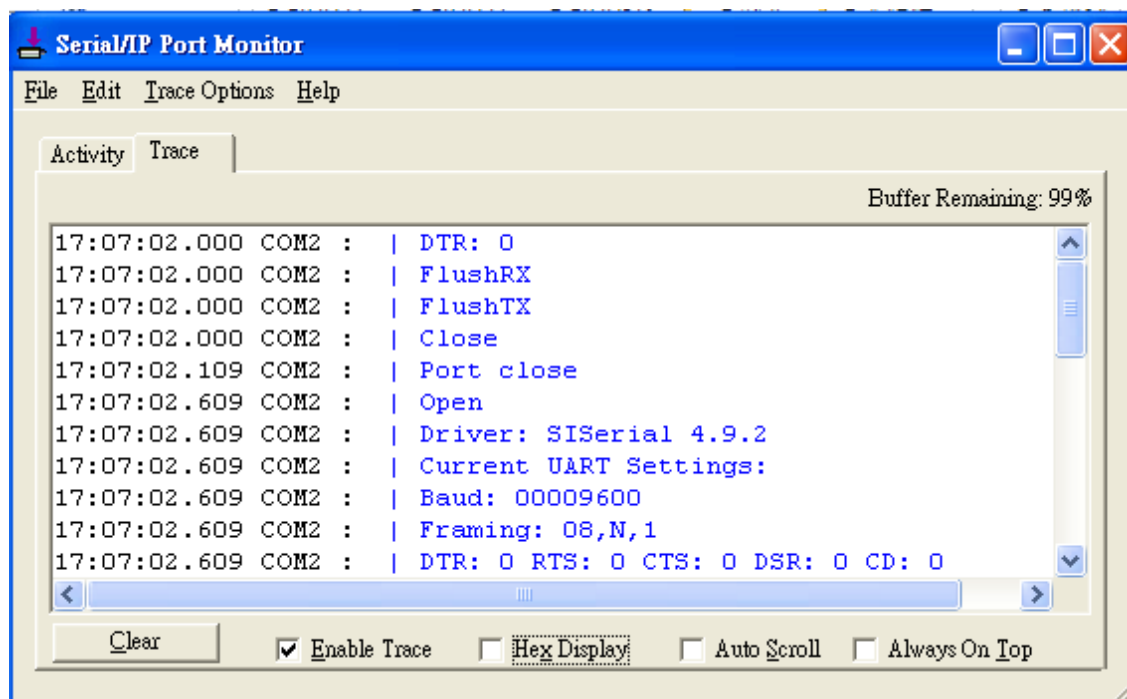 Serial/IP Port Monitor
File Edit Trace Options Help
Activity Trace
Buffer Remaining: 99%
17:07:02.000 COM2 : | DTR: 0
17:07:02.000 COM2 : | FlushRX
17:07:02.000 COM2 : | FlushTX
17:07:02.000 COM2 : | Close
17:07:02.109 COM2 : | Port close
17:07:02.609 COM2 : | Open
17:07:02.609 COM2 : | Driver: SISerial 4.9.2
17:07:02.609 COM2 : | Current UART Settings:
17:07:02.609 COM2 : | Baud: 00009600
17:07:02.609 COM2 : | Framing: 08,N,1
17:07:02.609 COM2 : | DTR: 0 RTS: 0 CTS: 0 DSR: 0 CD: 0
Clear Enable Trace Hex Display Auto Scroll Always On Top